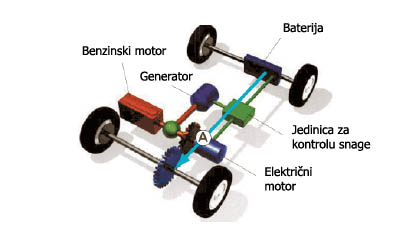 Baterija
Benzinski motor
Generator
Jedinica za
kontrolu snage
A
Električni
motor